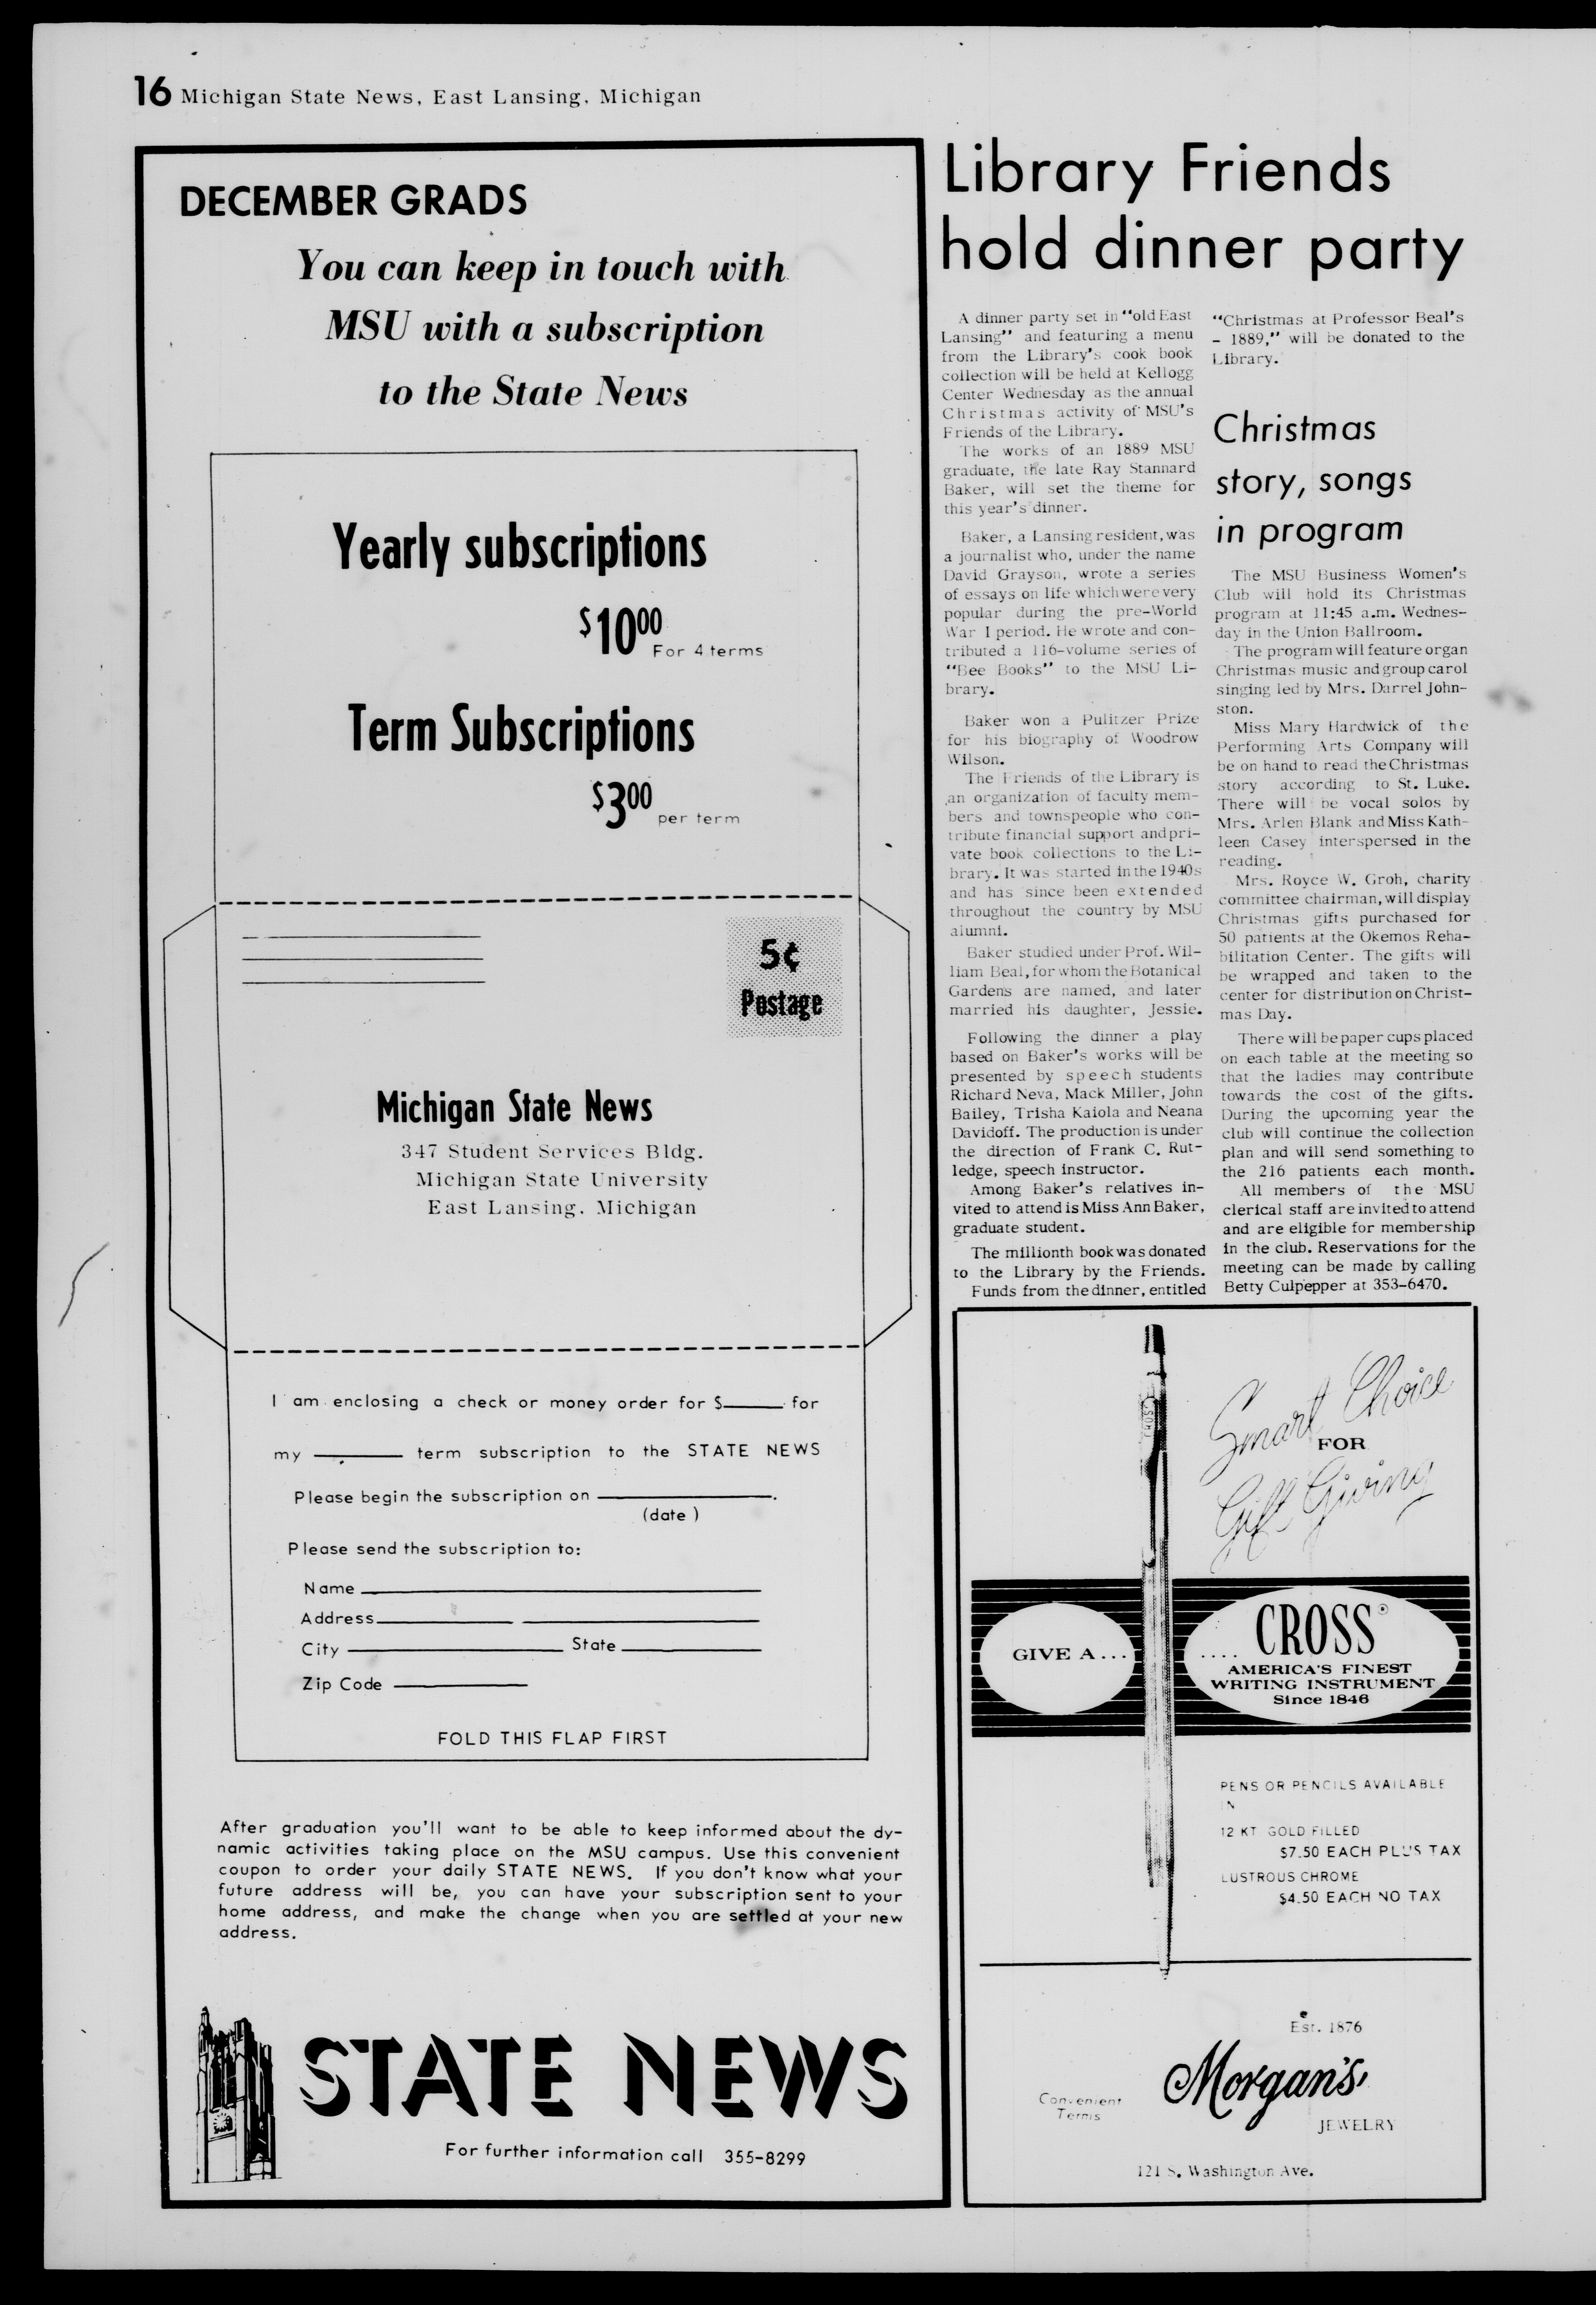 16 Michigan State News, East Lansing, Michigan
DECEMBER GRADS
You can keep in touch with
MSU with a subscription
to the State News
Yearly subscriptions
$10.00
For 4 terms
Term Subscriptions
$3.00
per term
5¢
Postage
Michigan State News
347 Student Services Bldg.
Michigan State University
East Lansing, Michigan
I am enclosing a check or money order for $____ for
my ____ term subscription to the STATE NEWS
Please begin the subscription on ____.
(date )
Please send the subscription to:
Name
Address
City State
Zip Code
FOLD THIS FLAP FIRST
After graduation you'll want to be able to keep informed about the dy-
namic activities taking place on the MSU campus. Use this convenient
coupon to order your daily STATE NEWS. If you don't know what your
future address will be, you can have your subscription sent to your
home address, and make the change when you are settled at your new
address.
STATE NEWS
For further information call 355-8299
Library Friends
hold dinner party
A dinner party set in "old East
Lansing" and featuring a menu
from the Library's cook book
collection will be held at Kellogg
Center Wednesday as the annual
Christmas activity of MSU's
Friends of the Library.
The works of an 1889 MSU
graduate, the late Ray Stannard
Baker, will set the theme for
this year's dinner.
Baker, a Lansing resident, was
a journalist who, under the name
David Grayson, wrote a series
of essays on life which were very
popular during the pre-World
War I period. He wrote and con-
tributed a 116-volume series of
"Bee Books" to the MSU Li-
brary.
Baker won a Pulitzer Prize
for his biography of Woodrow
Wilson.
The Friends of the Library is
an organization of faculty mem-
bers and townspeople who con-
tribute financial support and pri-
vate book collections to the Li-
brary. It was started in the 1940s
and has since been extended
throughout the country by MSU
alumni.
Baker studied under Prof. Wil-
liam Beal, for whom the Botanical
Gardens are named, and later
married his daughter, Jessie.
Following the dinner a play
based on Baker's works will be
presented by speech students
Richard Neva, Mack Miller, John
Bailey, Trisha Kaiola and Neana
Davidoff. The production is under
the direction of Frank C. Rut-
ledge, speech instructor.
Among Baker's relatives in-
vited to attend is Miss Ann Baker,
graduate student.
The millionth book was donated
to the Library by the Friends.
Funds from the dinner, entitled
"Christmas at Professor Beal's
- 1889," will be donated to the
Library.
Christmas
story, songs
in program
The MSU Business Women's
Club will hold its Christmas
program at 11:45 a.m. Wednes-
day in the Union Ballroom.
The program will feature organ
Christmas music and group carol
singing led by Mrs. Darrel John-
ston.
Miss Mary Hardwick of the
Performing Arts Company will
be on hand to read the Christmas
story according to St. Luke.
There will be vocal solos by
Mrs. Arlen Blank and Miss Kath-
leen Casey interspersed in the
reading.
Mrs. Royce W. Groh, charity
committee chairman, will display
Christmas gifts purchased for
50 patients at the Okemos Reha-
bilitation Center. The gifts will
be wrapped and taken to the
center for distribution on Christ-
mas Day.
There will be paper cups placed
on each table at the meeting so
that the ladies may contribute
towards the cost of the gifts.
During the upcoming year the
club will continue the collection
plan and will send something to
the 216 patients each month.
All members of the MSU
clerical staff are invited to attend
and are eligible for membership
in the club. Reservations for the
meeting can be made by calling
Betty Culpepper at 353-6470.
Smart Choice
FOR
Gift Giving
GIVE A...
.... CROSS®
AMERICA'S FINEST
WRITING INSTRUMENT
Since 1846
PENS OR PENCILS AVAILABLE
IN
12 KT GOLD FILLED
$7.50 EACH PLUS TAX
LUSTROUS CHROME
$4.50 EACH NO TAX
Est. 1876
Morgan's
JEWELRY
Convenient
Terms
121 S. Washington Ave.